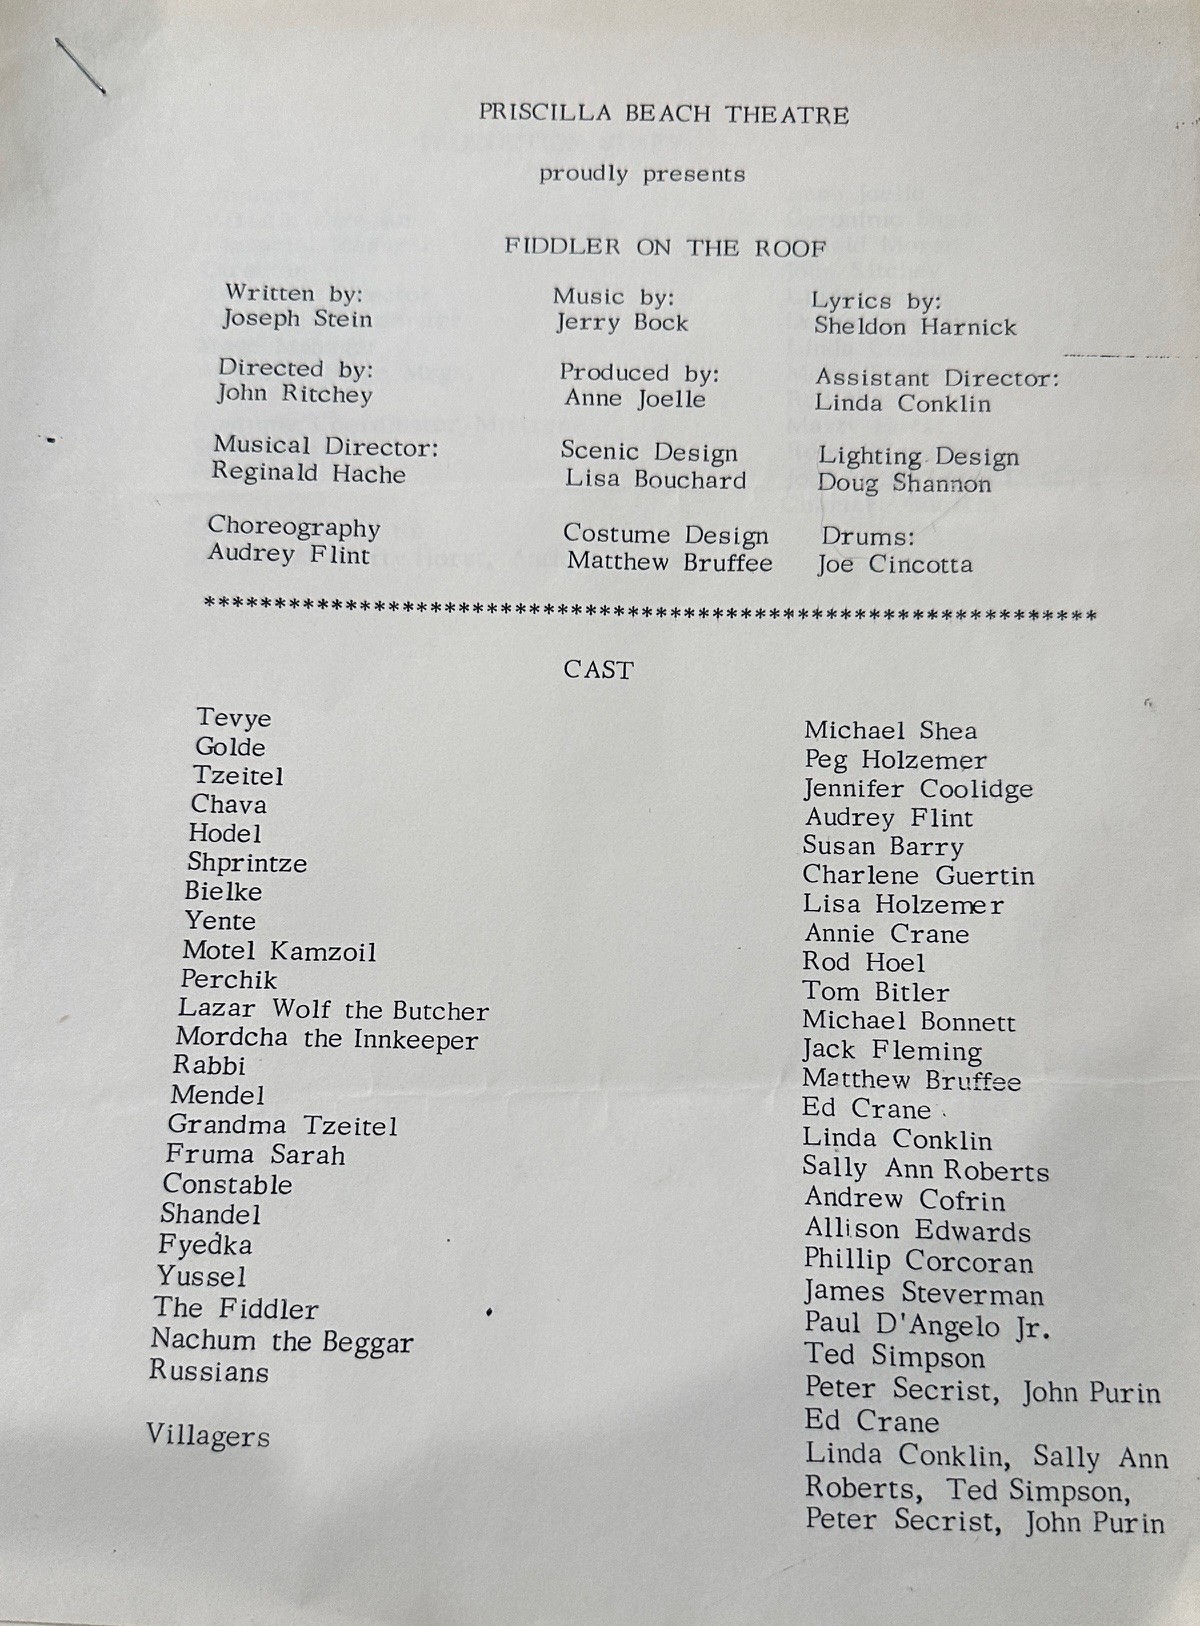 PRISCILLA BEACH THEATRE
proudly presents
FIDDLER ON THE ROOF
Written by: Music by: Lyrics by:
Joseph Stein Jerry Bock Sheldon Harnick
Directed by: Produced by: Assistant Director:
John Ritchey Anne Joelle Linda Conklin
Musical Director: Scenic Design Lighting Design
Reginald Hache Lisa Bouchard Doug Shannon
Choreography Costume Design Drums:
Audrey Flint Matthew Bruffee Joe Cincotta
***************************************************************
CAST
Tevye Michael Shea
Golde Peg Holzemer
Tzeitel Jennifer Coolidge
Chava Audrey Flint
Hodel Susan Barry
Shprintze Charlene Guertin
Bielke Lisa Holzemer
Yente Annie Crane
Motel Kamzoil Rod Hoel
Perchik Tom Bitler
Lazar Wolf the Butcher Michael Bonnett
Mordcha the Innkeeper Jack Fleming
Rabbi Matthew Bruffee
Mendel Ed Crane
Grandma Tzeitel Linda Conklin
Fruma Sarah Sally Ann Roberts
Constable Andrew Cofrin
Shandel Allison Edwards
Fyedka Phillip Corcoran
Yussel James Steverman
The Fiddler Paul D'Angelo Jr.
Nachum the Beggar Ted Simpson
Russians Peter Secrist, John Purin
Ed Crane
Villagers Linda Conklin, Sally Ann
Roberts, Ted Simpson,
Peter Secrist, John Purin